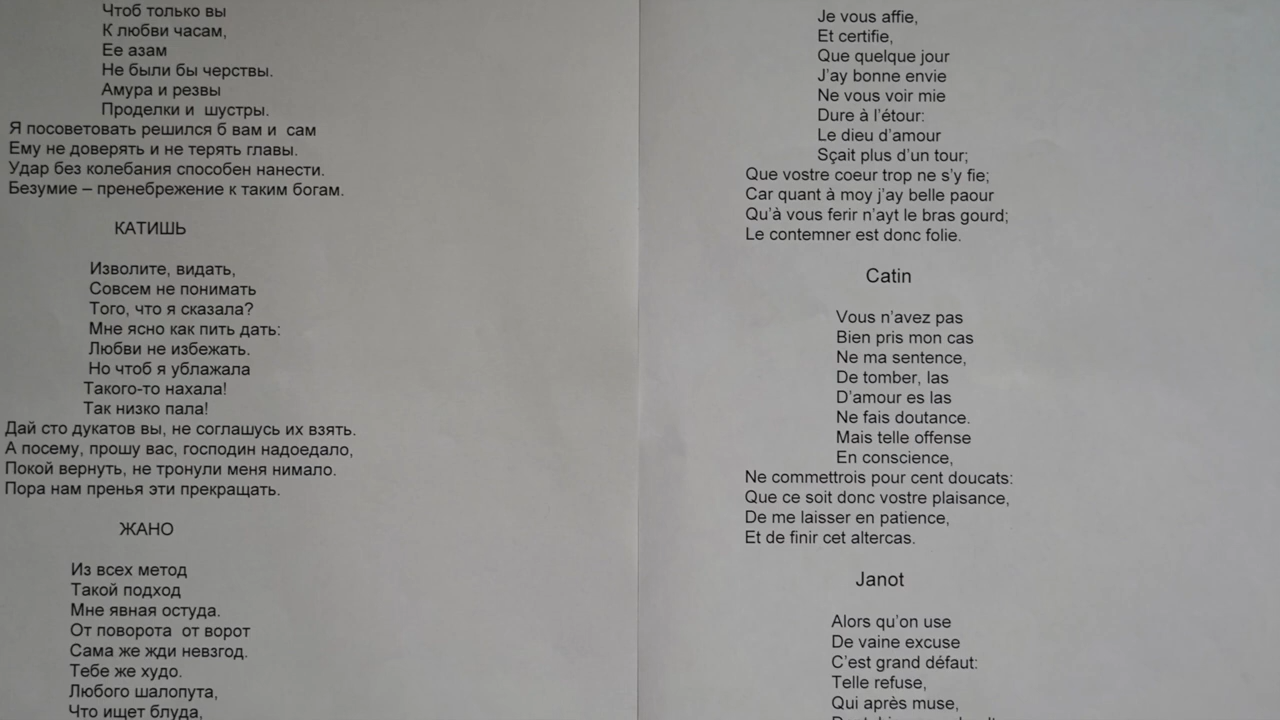 Чтоб только вы
К любви часам,
Ее азам
Не были бы черствы.
Амура и резвы
Проделки и  шустры.
Я посоветовать решился б вам и  сам
Ему не доверять и не терять главы.
Удар без колебания способен нанести.
Безумие – пренебрежение к таким богам.
КАТИШЬ
Изволите, видать,
Совсем не понимать
Того, что я сказала?
Мне ясно как пить дать:
Любви не избежать.
Но чтоб я ублажала
Такого-то нахала!
Так низко пала!
Дай сто дукатов вы, не соглашусь их взять.
А посему, прошу вас, господин надоедало,
Покой вернуть, не тронули меня нимало.
Пора нам пренья эти прекращать.
ЖАНО
Из всех метод
Такой подход
Мне явная остуда.
От поворота  от ворот
Сама же жди невзгод.
Тебе же худо.
Любого шалопута,
Что ищет блуда,
Je vous affie,
Et certifie,
Que quelque jour
J'ay bonne envie
Ne vous voir mie
Dure à l'étour:
Le dieu d'amour
Sçait plus d'un tour;
Que vostre coeur trop ne s'y fie;
Car quant à moy j'ay belle paour
Qu'à vous ferir n'ayt le bras gourd;
Le contemner est donc folie.
Catin
Vous n'avez pas
Bien pris mon cas
Ne ma sentence,
De tomber, las
D'amour es las
Ne fais doutance.
Mais telle offense
En conscience,
Ne commettrois pour cent doucats:
Que ce soit donc vostre plaisance,
De me laisser en patience,
Et de finir cet altercas.
Janot
Alors qu'on use
De vaine excuse
C'est grand défaut:
Telle refuse,
Qui après muse,